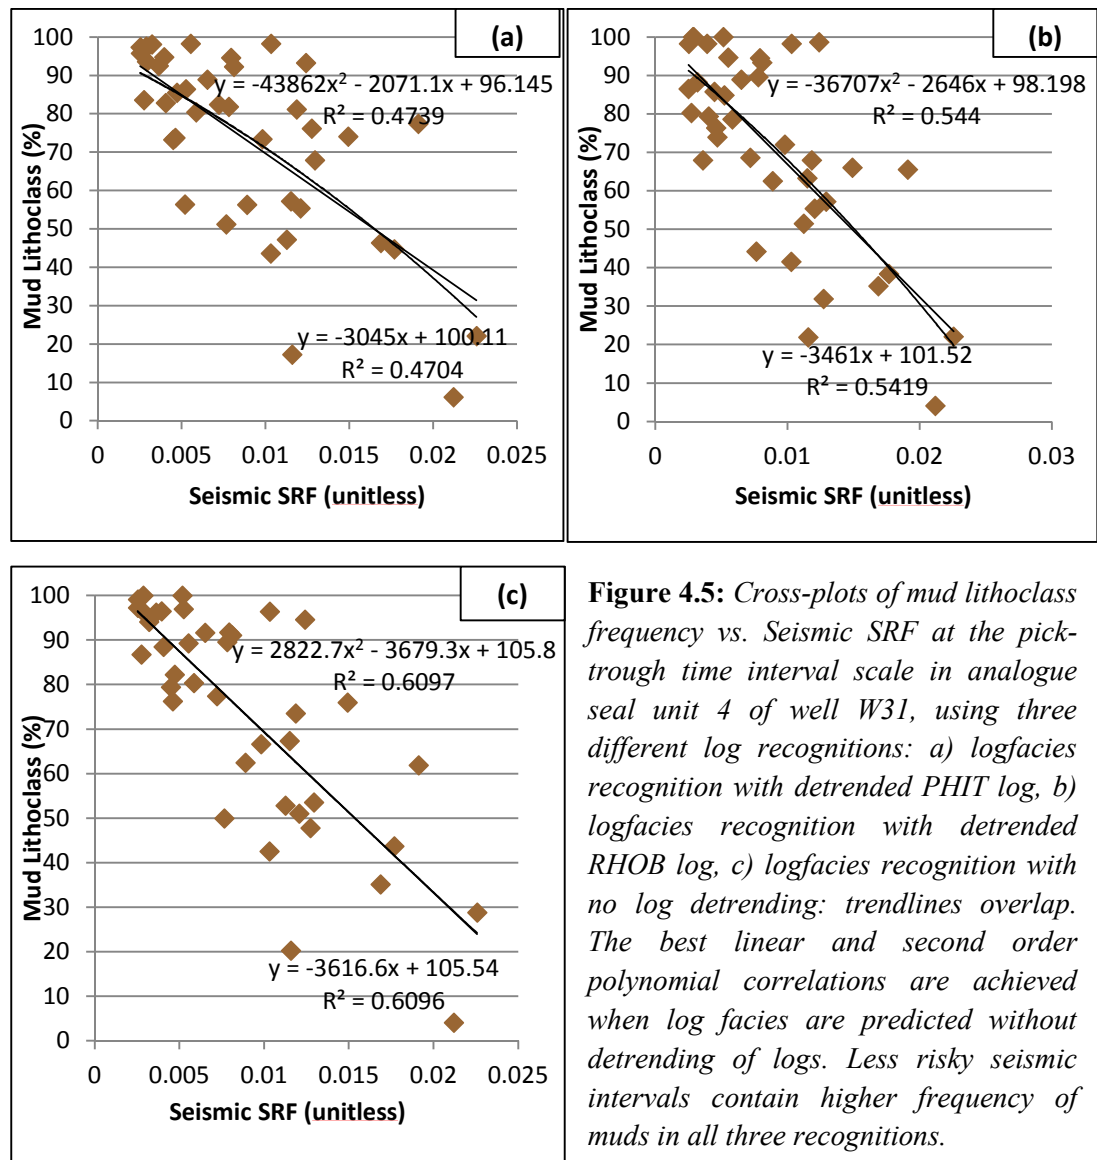 (a)
100
90
80
70
60
50
40
30
20
10
0
Mud Lithoclass (%)
y = -43862x² - 2071.1x + 96.145
R² = 0.4739
y = -3045x + 100.11
R² = 0.4704
0 0.005 0.01 0.015 0.02 0.025
Seismic SRF (unitless)
(b)
100
90
80
70
60
50
40
30
20
10
0
Mud Lithoclass (%)
y = -36707x² - 2646x + 98.198
R² = 0.544
y = -3461x + 101.52
R² = 0.5419
0 0.01 0.02 0.03
Seismic SRF (unitless)
(c)
100
90
80
70
60
50
40
30
20
10
0
Mud Lithoclass (%)
y = 2822.7x² - 3679.3x + 105.8
R² = 0.6097
y = -3616.6x + 105.54
R² = 0.6096
0 0.005 0.01 0.015 0.02 0.025
Seismic SRF (unitless)
Figure 4.5: Cross-plots of mud lithoclass
frequency vs. Seismic SRF at the pick-
trough time interval scale in analogue
seal unit 4 of well W31, using three
different log recognitions: a) logfacies
recognition with detrended PHIT log, b)
logfacies recognition with detrended
RHOB log, c) logfacies recognition with
no log detrending: trendlines overlap.
The best linear and second order
polynomial correlations are achieved
when log facies are predicted without
detrending of logs. Less risky seismic
intervals contain higher frequency of
muds in all three recognitions.